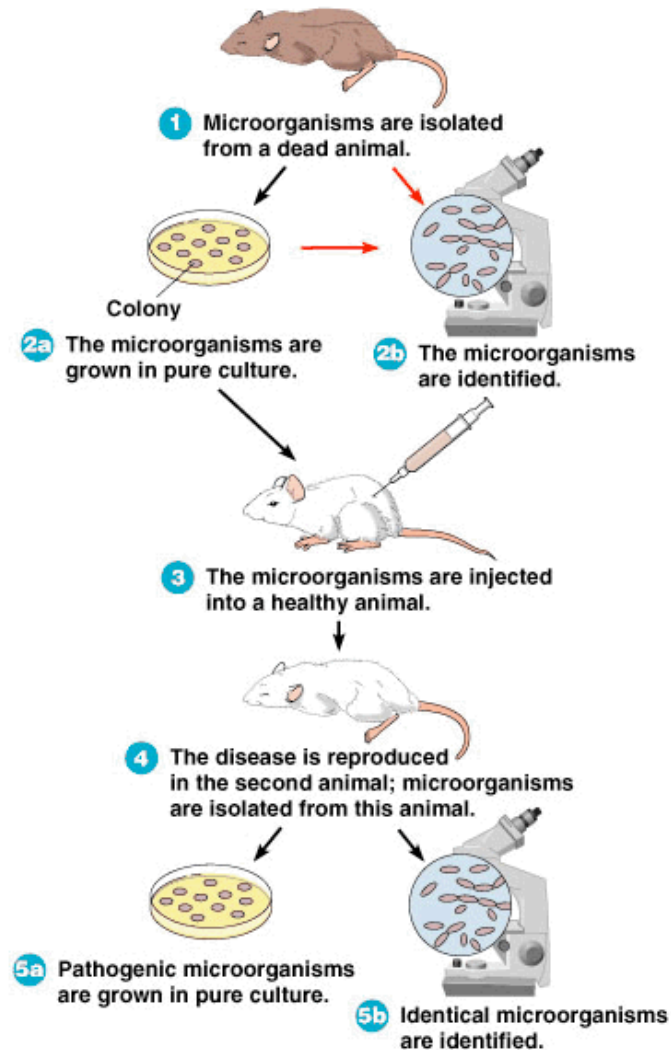 1 Microorganisms are isolated
from a dead animal.
Colony
2a The microorganisms are
grown in pure culture.
2b The microorganisms
are identified.
3 The microorganisms are injected
into a healthy animal.
4 The disease is reproduced
in the second animal; microorganisms
are isolated from this animal.
5a Pathogenic microorganisms
are grown in pure culture.
5b Identical microorganisms
are identified.